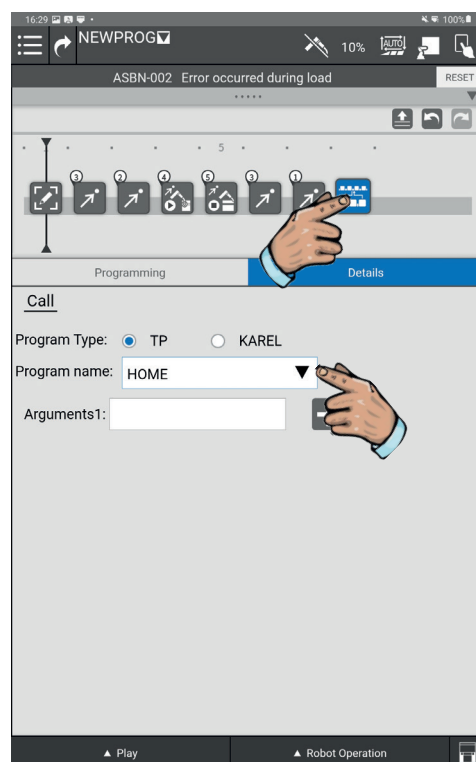 16:29 100%
NEWPROG 10% AUTO
ASBN-002 Error occurred during load RESET
5
3 2 4 5 3 1
Programming Details
Call
Program Type: TP KAREL
Program name: HOME
Arguments1:
Play Robot Operation